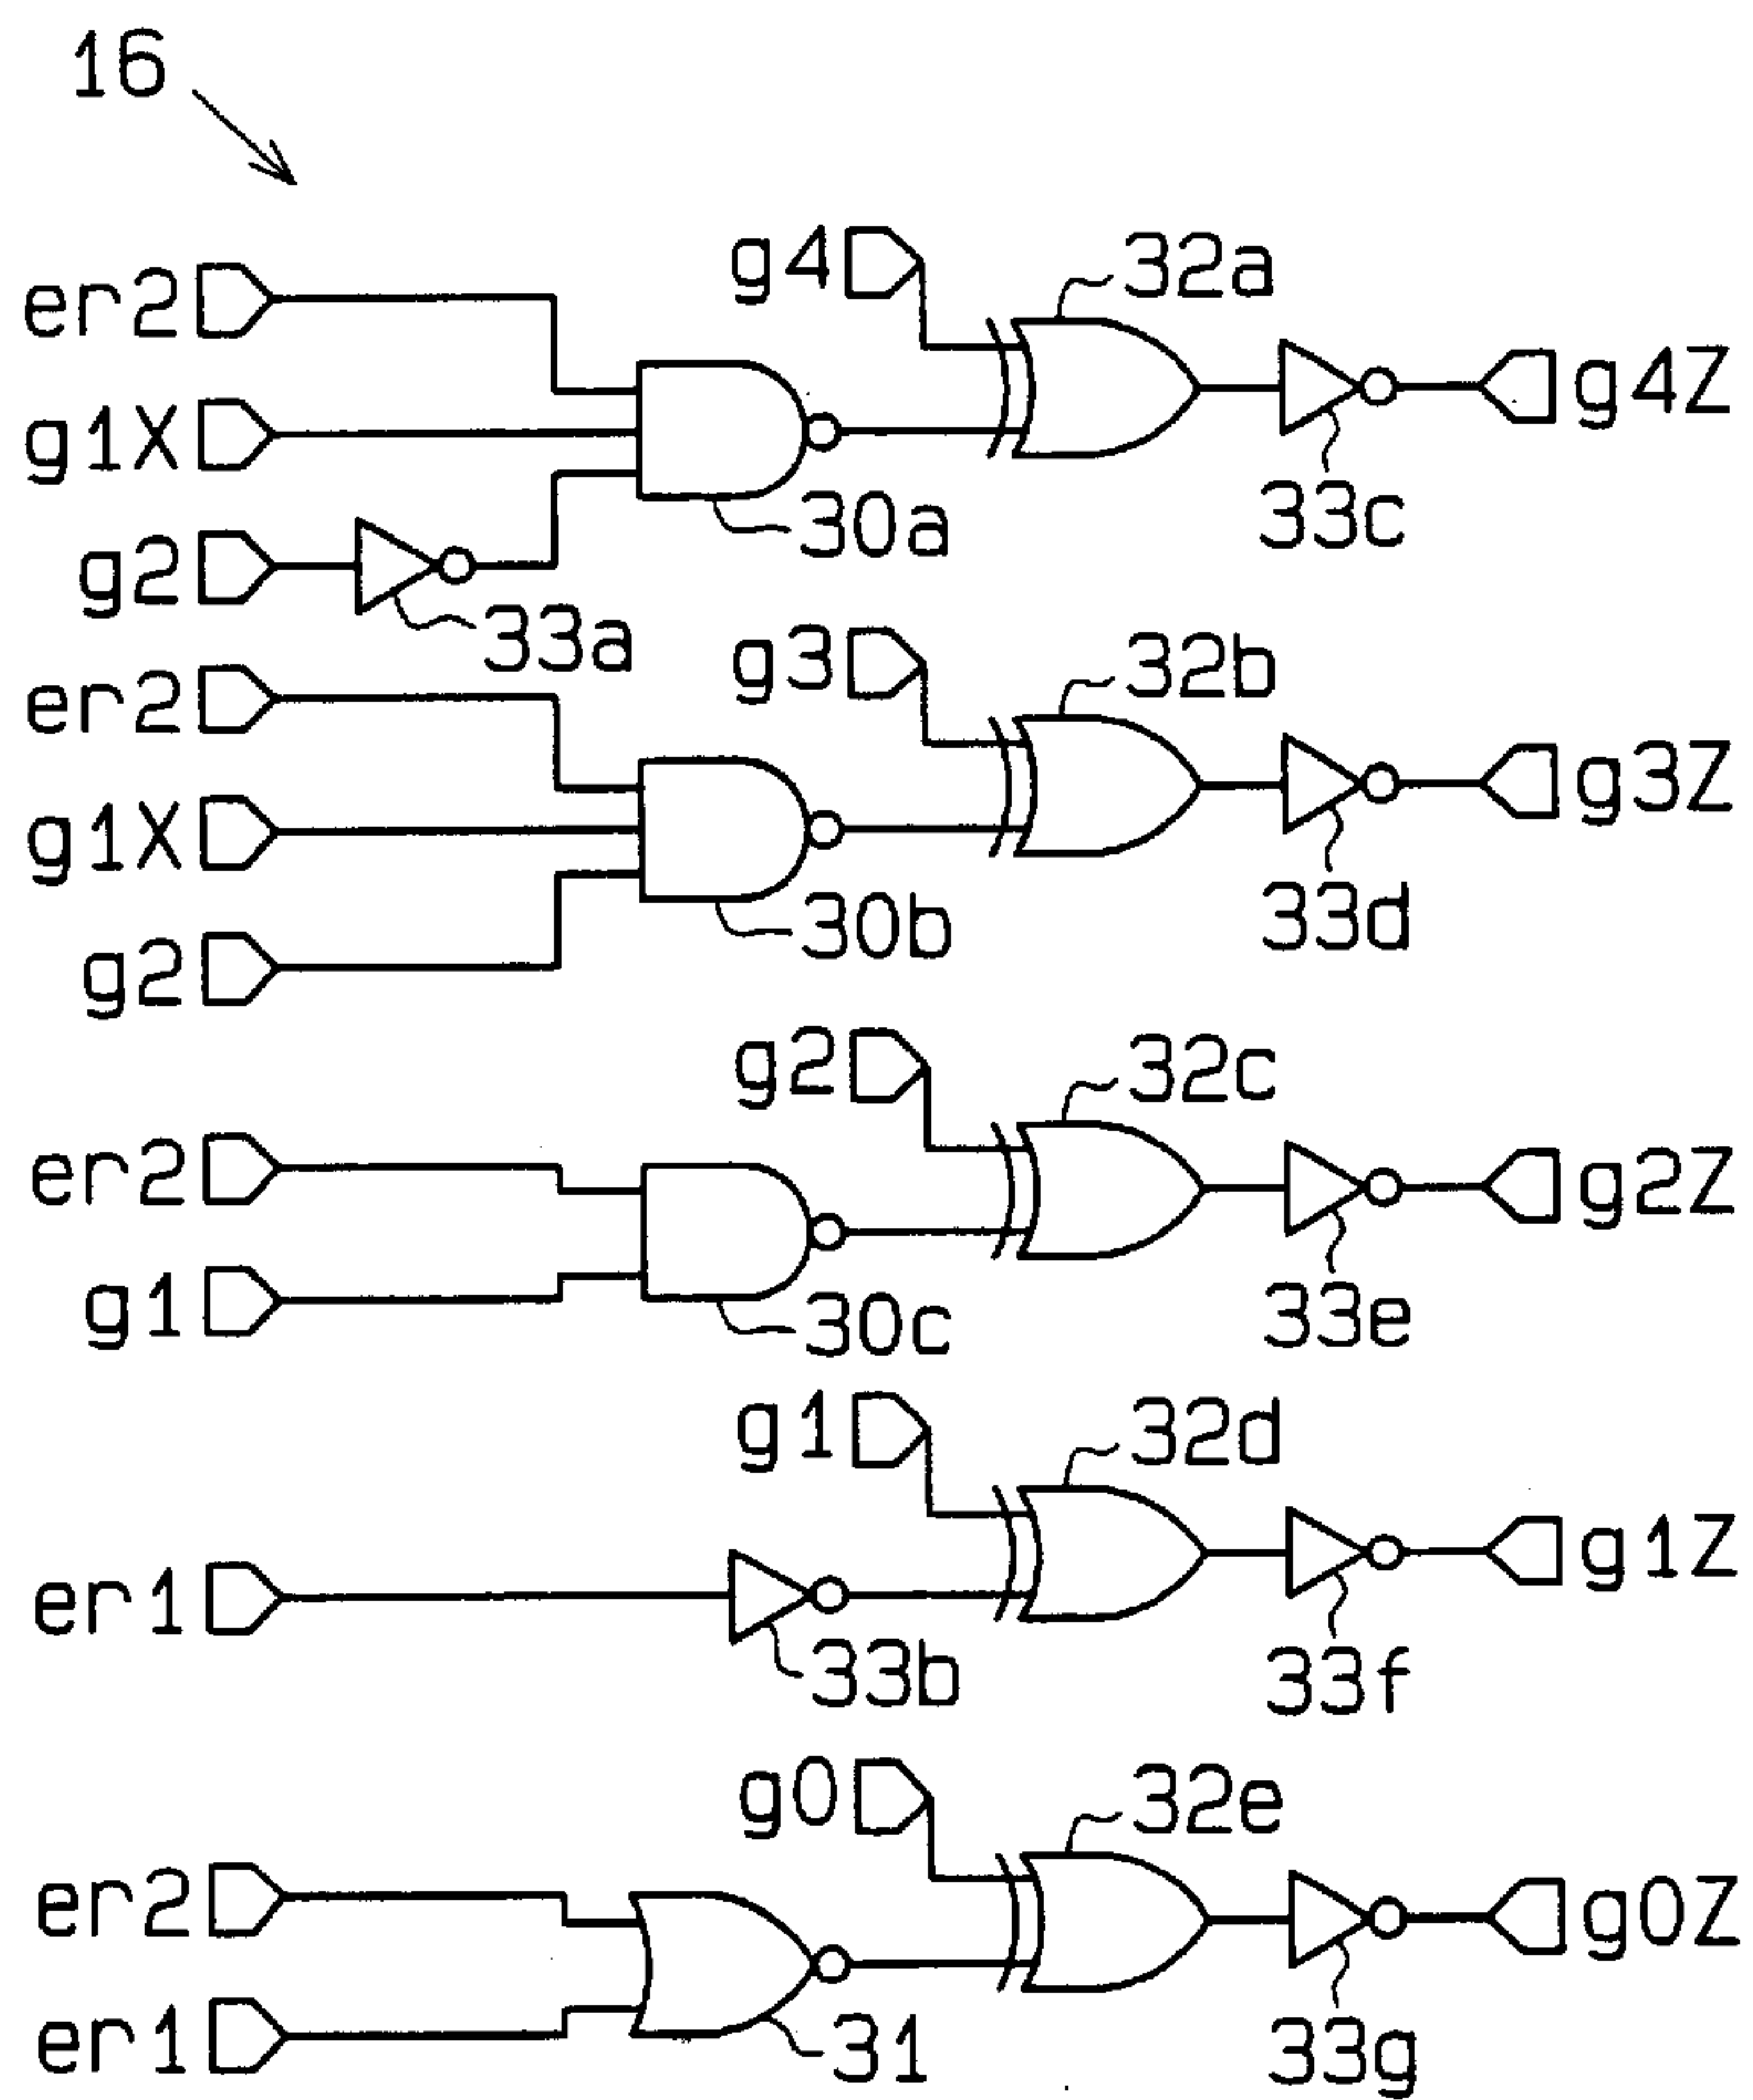 16
g4
32a
er2
g4Z
g1X
33c
30a
g2
33a
g3
32b
er2
g3Z
g1X
33d
30b
g2
g2
32c
er2
g2Z
g1
33e
30c
g1
32d
g1Z
er1
33b
33f
g0
32e
er2
g0Z
er1
31
33g